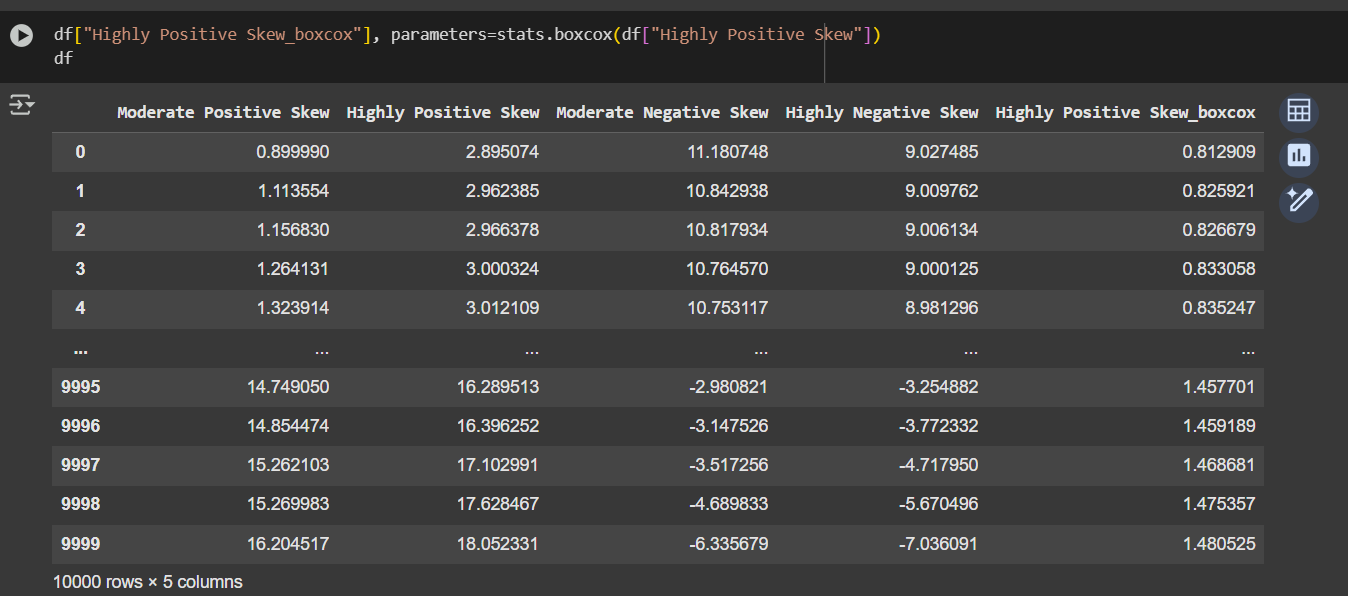 df["Highly Positive Skew_boxcox"], parameters=stats.boxcox(df["Highly Positive Skew"])
df
Moderate Positive Skew Highly Positive Skew Moderate Negative Skew Highly Negative Skew Highly Positive Skew_boxcox
0 0.899990 2.895074 11.180748 9.027485 0.812909
1 1.113554 2.962385 10.842938 9.009762 0.825921
2 1.156830 2.966378 10.817934 9.006134 0.826679
3 1.264131 3.000324 10.764570 9.000125 0.833058
4 1.323914 3.012109 10.753117 8.981296 0.835247
... ... ... ... ... ...
9995 14.749050 16.289513 -2.980821 -3.254882 1.457701
9996 14.854474 16.396252 -3.147526 -3.772332 1.459189
9997 15.262103 17.102991 -3.517256 -4.717950 1.468681
9998 15.269983 17.628467 -4.689833 -5.670496 1.475357
9999 16.204517 18.052331 -6.335679 -7.036091 1.480525
10000 rows × 5 columns